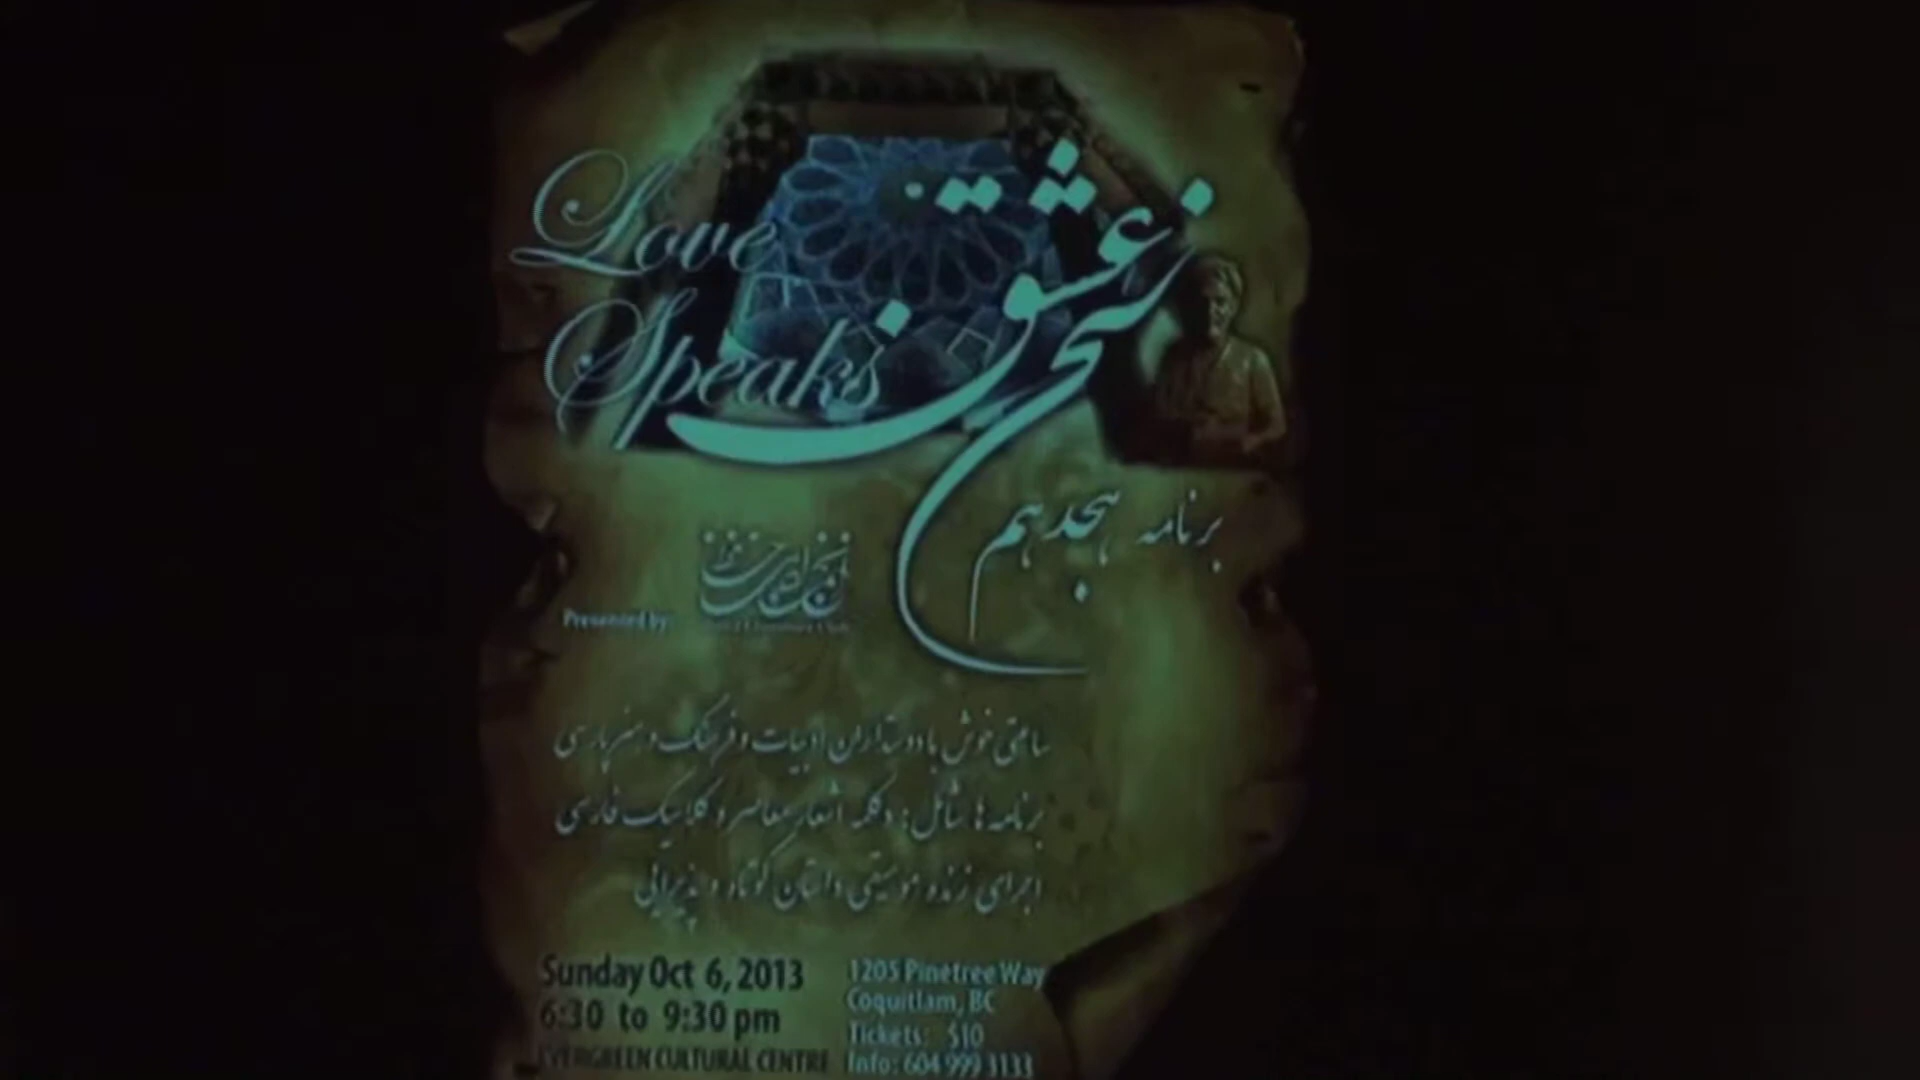 Love
Speaks
سخن عشق
برنامه هجدهم
Presented by:
ساعتی خوش با دوستداران ادبیات و فرهنگ و هنر پارسی
برنامه ها شامل: دکلمه اشعار معاصر و کلاسیک فارسی
اجرای زنده موسیقی داستان کوتاه و پذیرایی
Sunday Oct 6, 2013
6:30 to 9:30 pm
EVERGREEN CULTURAL CENTRE
1205 Pinetree Way
Coquitlam, BC
Tickets: $10
Info: 604 999 3133